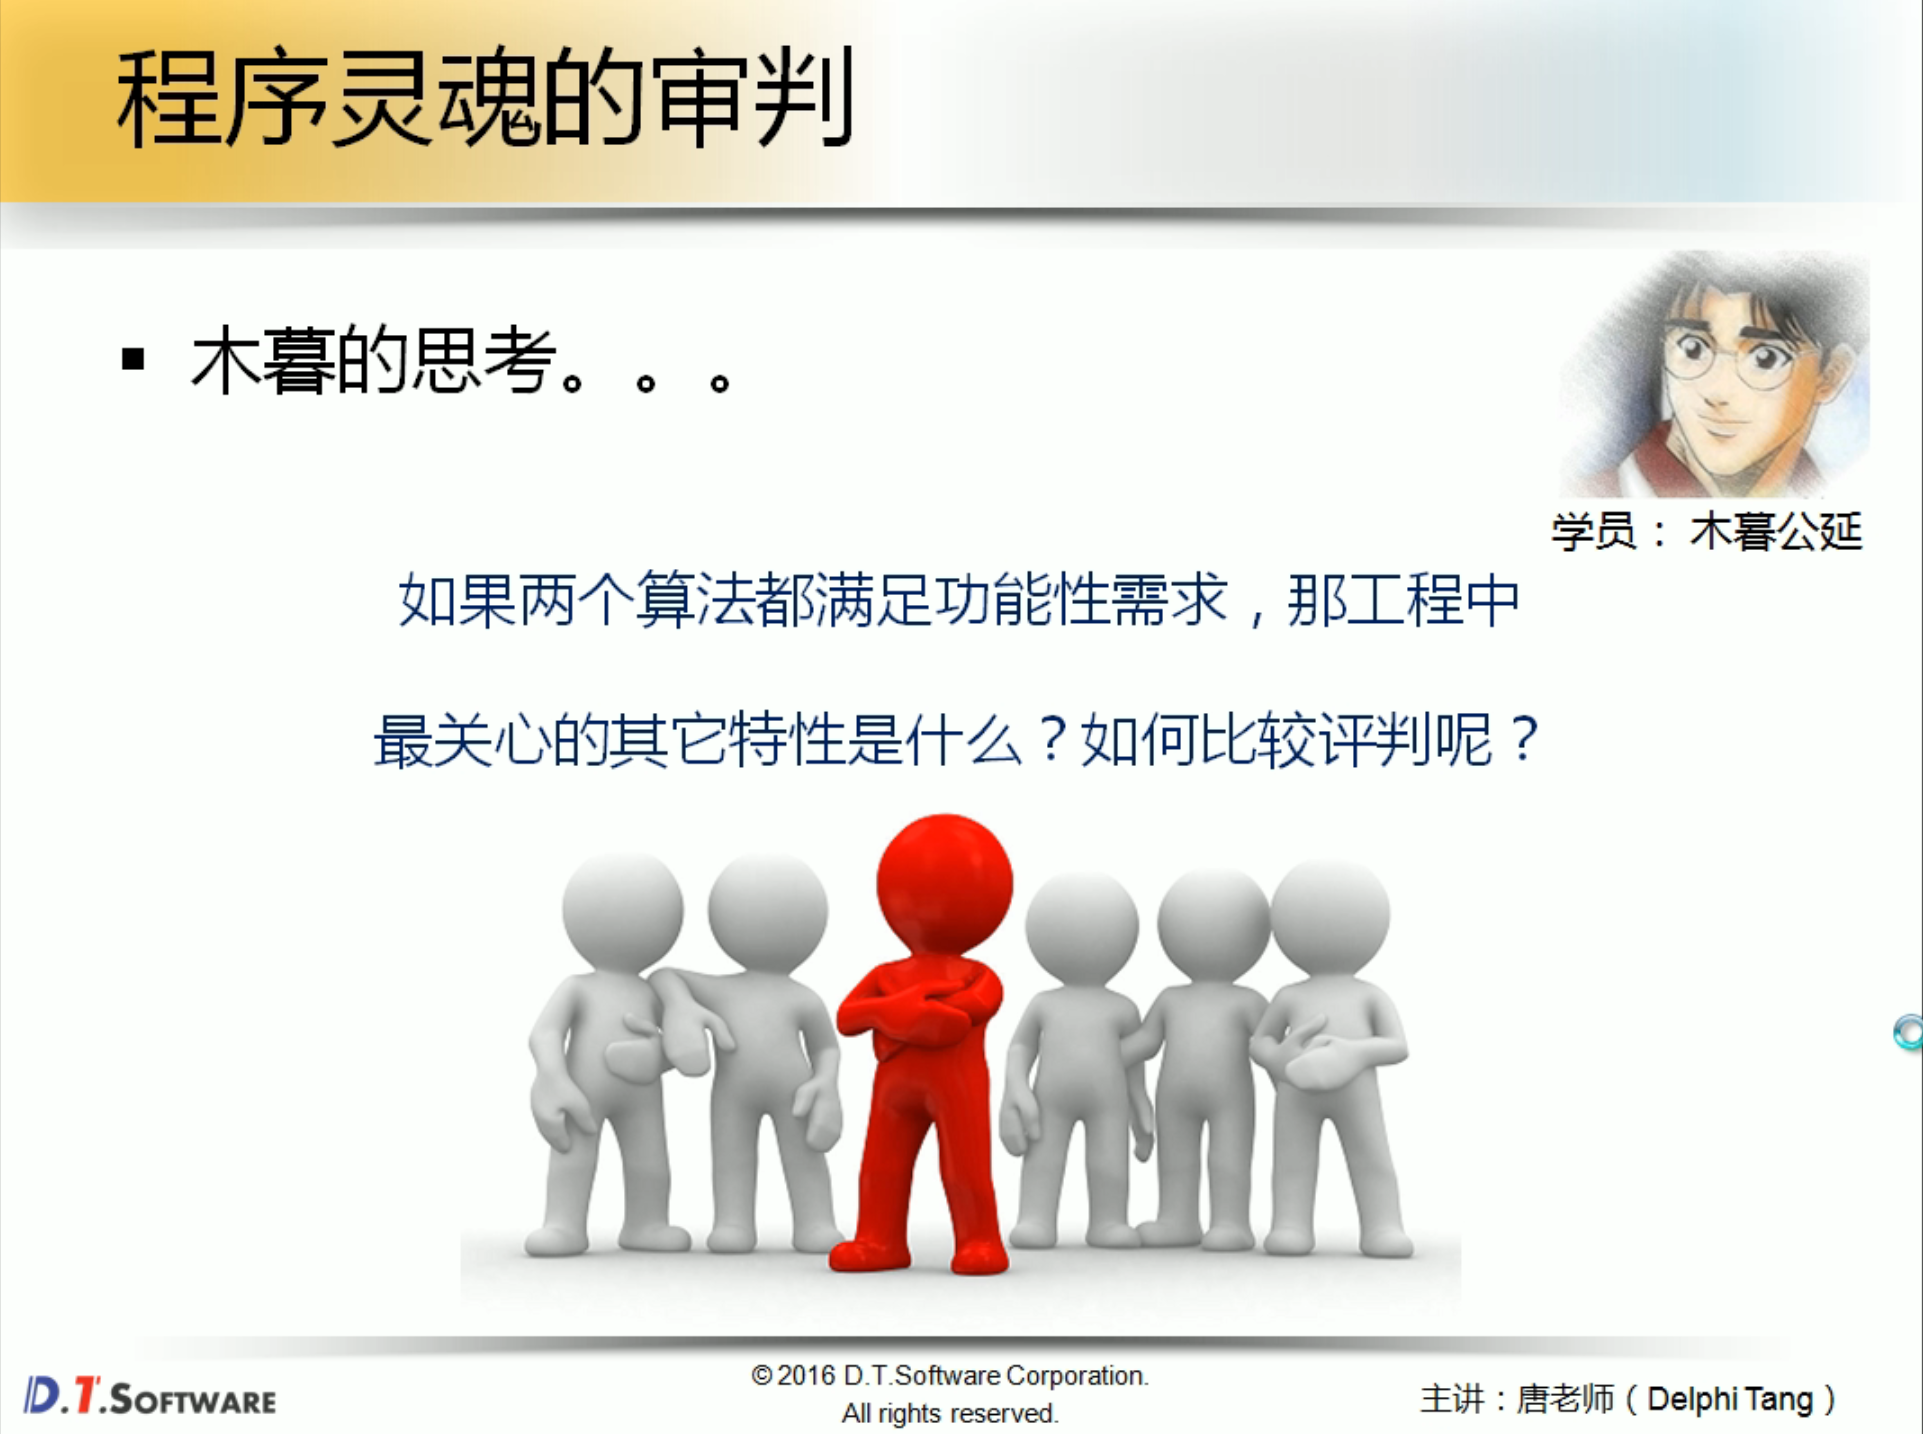 程序灵魂的审判
▪ 木暮的思考。。。
学员： 木暮公延
如果两个算法都满足功能性需求，那工程中
最关心的其它特性是什么？如何比较评判呢？
D.T.SOFTWARE
© 2016 D.T.Software Corporation.
All rights reserved.
主讲：唐老师（Delphi Tang）